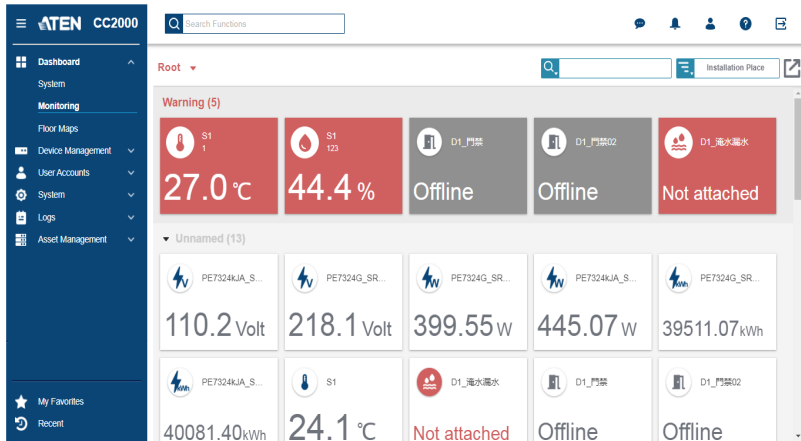 ATEN CC2000
Search Functions
Dashboard
System
Monitoring
Floor Maps
Device Management
User Accounts
System
Logs
Asset Management
My Favorites
Recent
Root
Installation Place
Warning (5)
S1
1
27.0 ℃
S1
123
44.4 %
D1_門禁
Offline
D1_門禁02
Offline
D1_淹水漏水
Not attached
Unnamed (13)
V
PE7324kJA_S...
110.2 Volt
V
PE7324G_SR...
218.1 Volt
W
PE7324G_SR...
399.55 W
W
PE7324kJA_S...
445.07 W
kWh
PE7324G_SR...
39511.07 kWh
kWh
PE7324kJA_S...
40081.40 kWh
S1
24.1 ℃
D1_淹水漏水
Not attached
D1_門禁
Offline
D1_門禁02
Offline